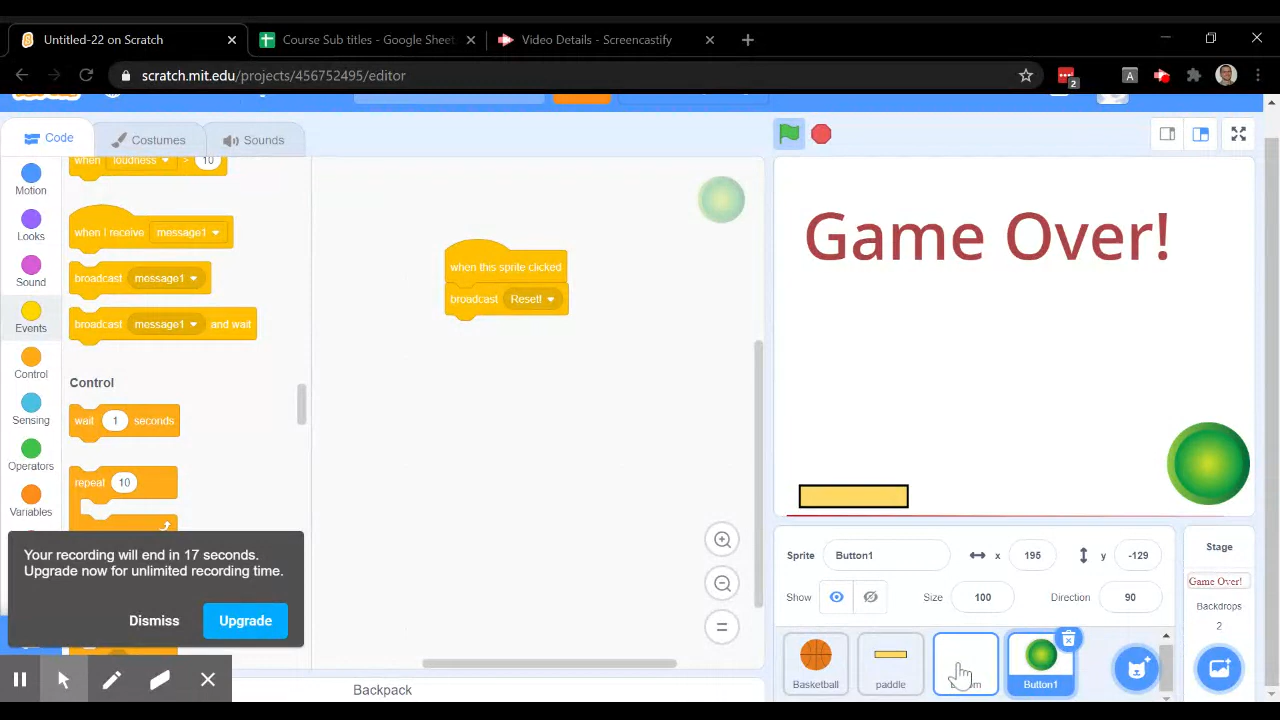 Untitled-22 on Scratch
Course Sub titles - Google Sheet
Video Details - Screencastify
scratch.mit.edu/projects/456752495/editor
A
2
Code
Costumes
Sounds
Motion
Looks
Sound
Events
Control
Sensing
Operators
Variables
when loudness > 10
when I receive message1
broadcast message1
broadcast message1 and wait
Control
wait 1 seconds
repeat 10
when this sprite clicked
broadcast Reset!
Game Over!
Your recording will end in 17 seconds.
Upgrade now for unlimited recording time.
Dismiss
Upgrade
Backpack
Sprite Button1 x 195 y -129
Show Size 100 Direction 90
Basketball
paddle
Button1
Stage
Game Over!
Backdrops
2